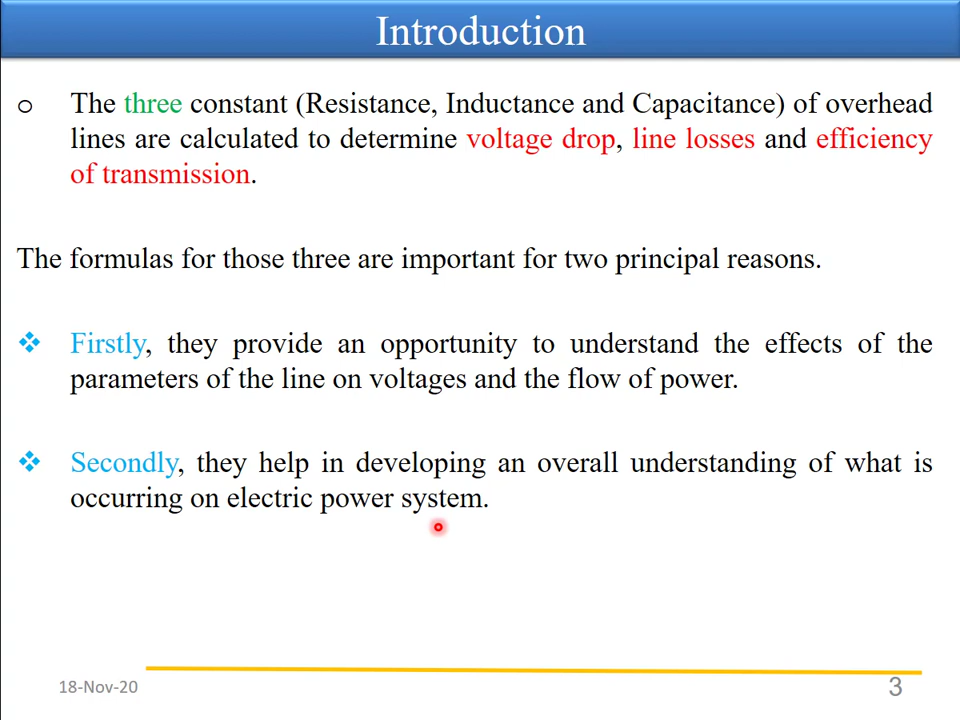 Introduction
The three constant (Resistance, Inductance and Capacitance) of overhead
lines are calculated to determine voltage drop, line losses and efficiency
of transmission.
The formulas for those three are important for two principal reasons.
Firstly, they provide an opportunity to understand the effects of the
parameters of the line on voltages and the flow of power.
Secondly, they help in developing an overall understanding of what is
occurring on electric power system.
18-Nov-20
3